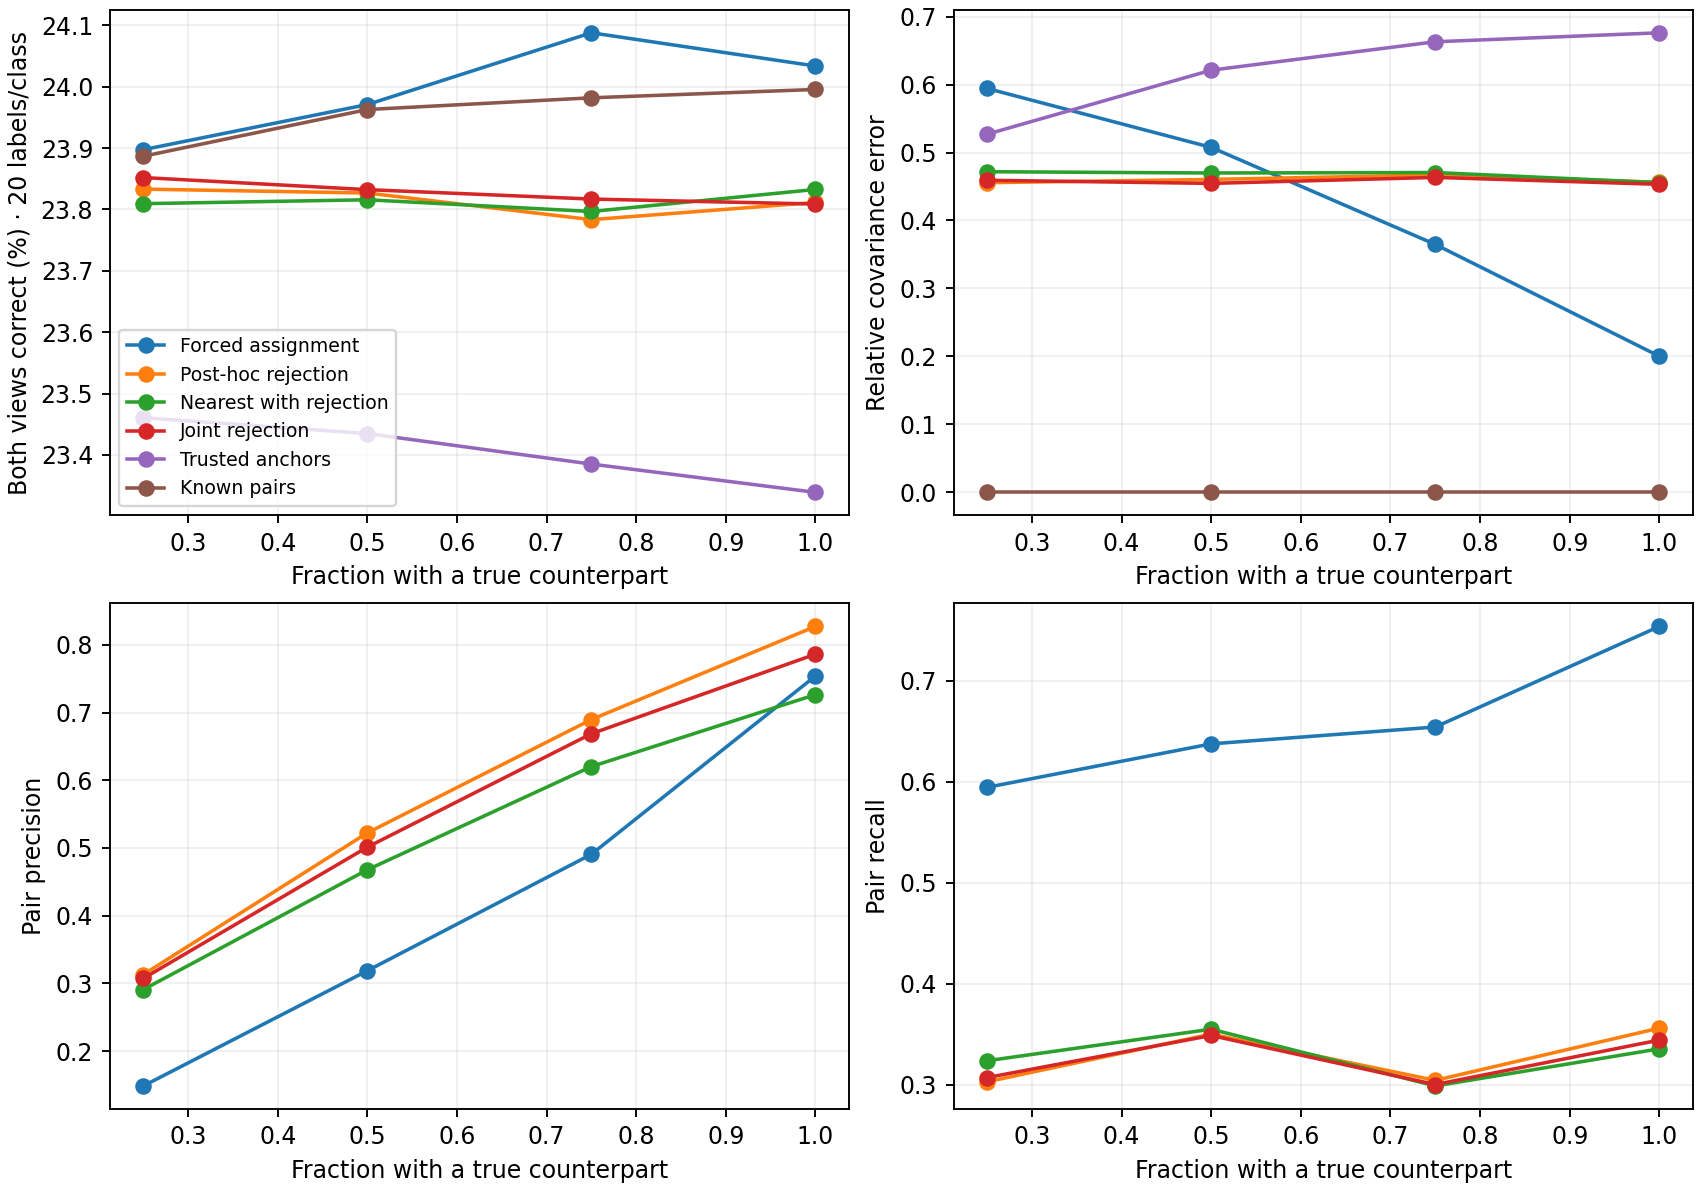 Both views correct (%) · 20 labels/class
24.1
24.0
23.9
23.8
23.7
23.6
23.5
23.4
Forced assignment
Post-hoc rejection
Nearest with rejection
Joint rejection
Trusted anchors
Known pairs
0.3 0.4 0.5 0.6 0.7 0.8 0.9 1.0
Fraction with a true counterpart
Relative covariance error
0.7
0.6
0.5
0.4
0.3
0.2
0.1
0.0
0.3 0.4 0.5 0.6 0.7 0.8 0.9 1.0
Fraction with a true counterpart
Pair precision
0.8
0.7
0.6
0.5
0.4
0.3
0.2
0.3 0.4 0.5 0.6 0.7 0.8 0.9 1.0
Fraction with a true counterpart
Pair recall
0.7
0.6
0.5
0.4
0.3
0.3 0.4 0.5 0.6 0.7 0.8 0.9 1.0
Fraction with a true counterpart